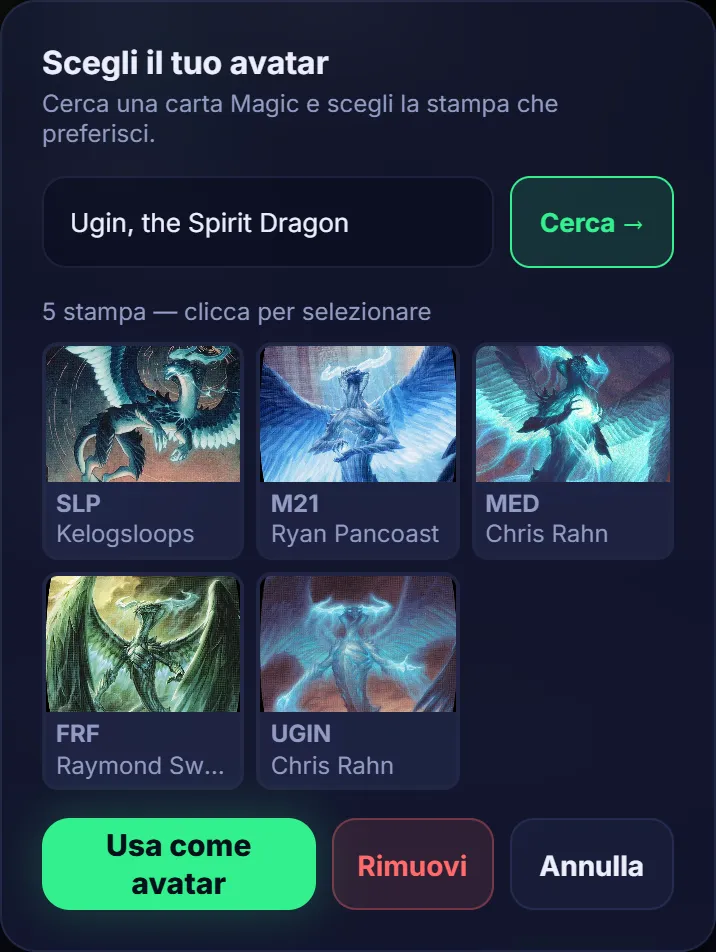 Scegli il tuo avatar
Cerca una carta Magic e scegli la stampa che
preferisci.
Ugin, the Spirit Dragon
Cerca →
5 stampa — clicca per selezionare
SLP
Kelogsloops
M21
Ryan Pancoast
MED
Chris Rahn
FRF
Raymond Sw...
UGIN
Chris Rahn
Usa come
avatar
Rimuovi
Annulla